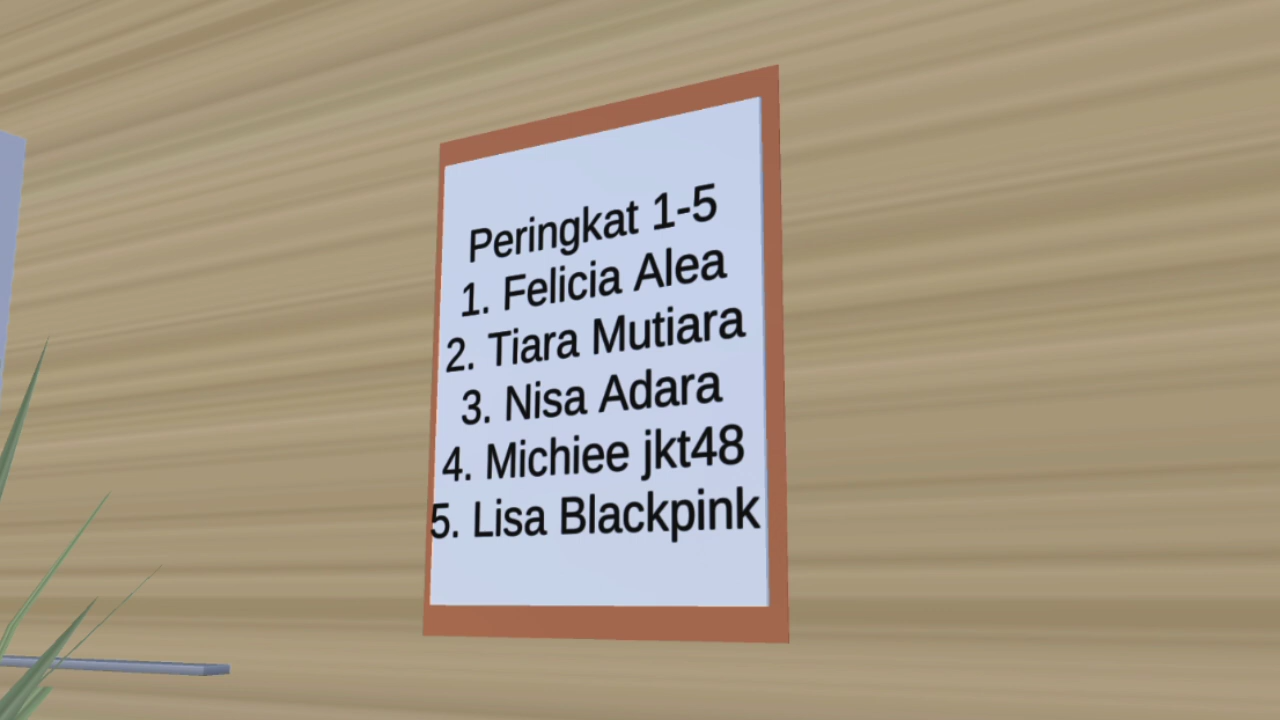 Peringkat 1-5
1. Felicia Alea
2. Tiara Mutiara
3. Nisa Adara
4. Michiee jkt48
5. Lisa Blackpink